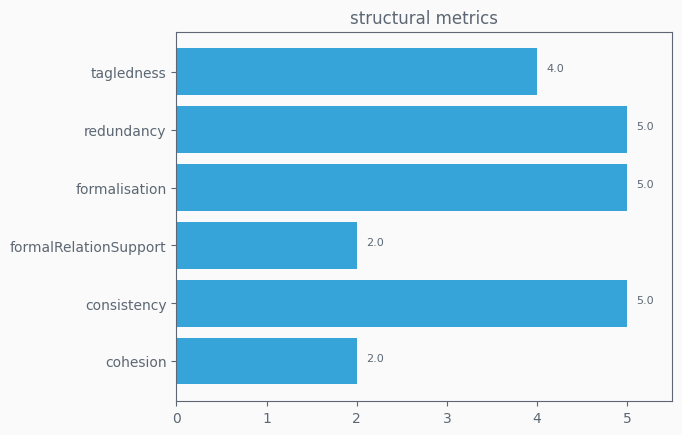 structural metrics
tagledness 4.0
redundancy 5.0
formalisation 5.0
formalRelationSupport 2.0
consistency 5.0
cohesion 2.0
0 1 2 3 4 5